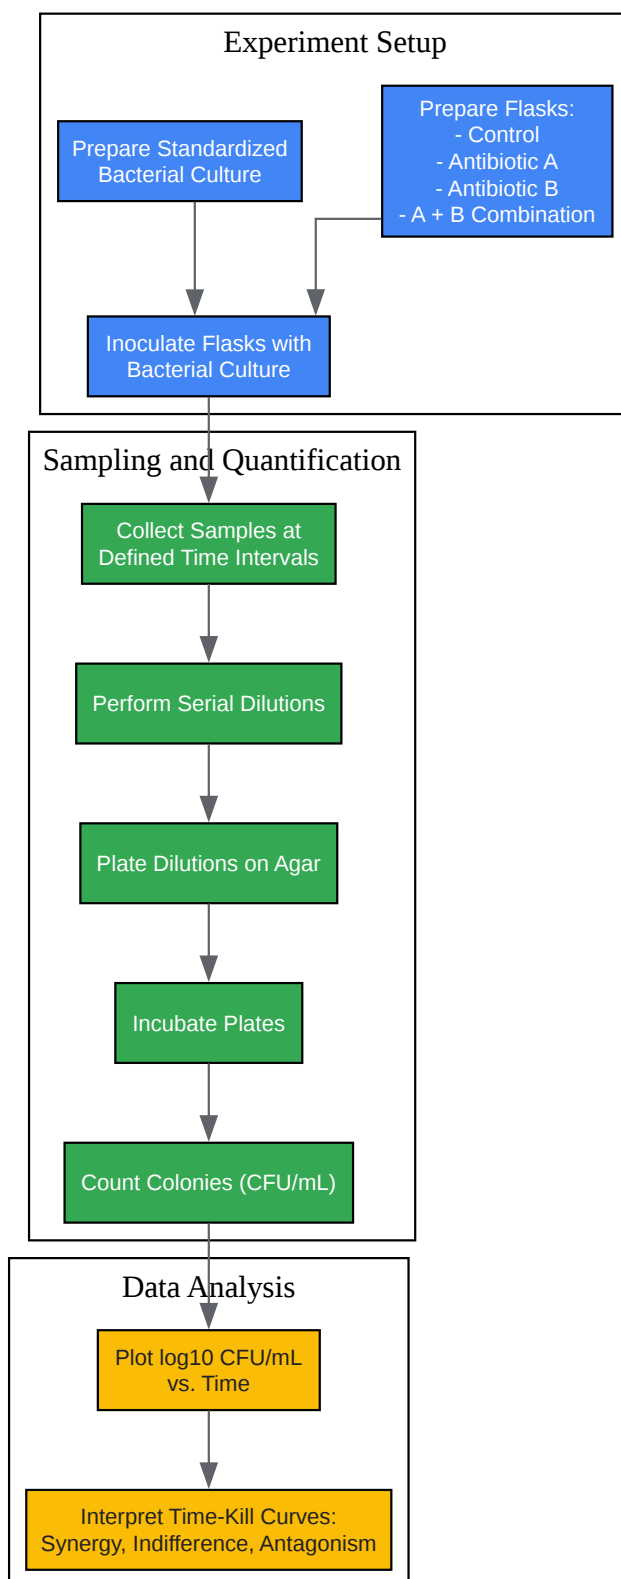 Experiment Setup
Prepare Standardized
Bacterial Culture
Prepare Flasks:
- Control
- Antibiotic A
- Antibiotic B
- A + B Combination
Inoculate Flasks with
Bacterial Culture
Sampling and Quantification
Collect Samples at
Defined Time Intervals
Perform Serial Dilutions
Plate Dilutions on Agar
Incubate Plates
Count Colonies (CFU/mL)
Data Analysis
Plot log10 CFU/mL
vs. Time
Interpret Time-Kill Curves:
Synergy, Indifference, Antagonism